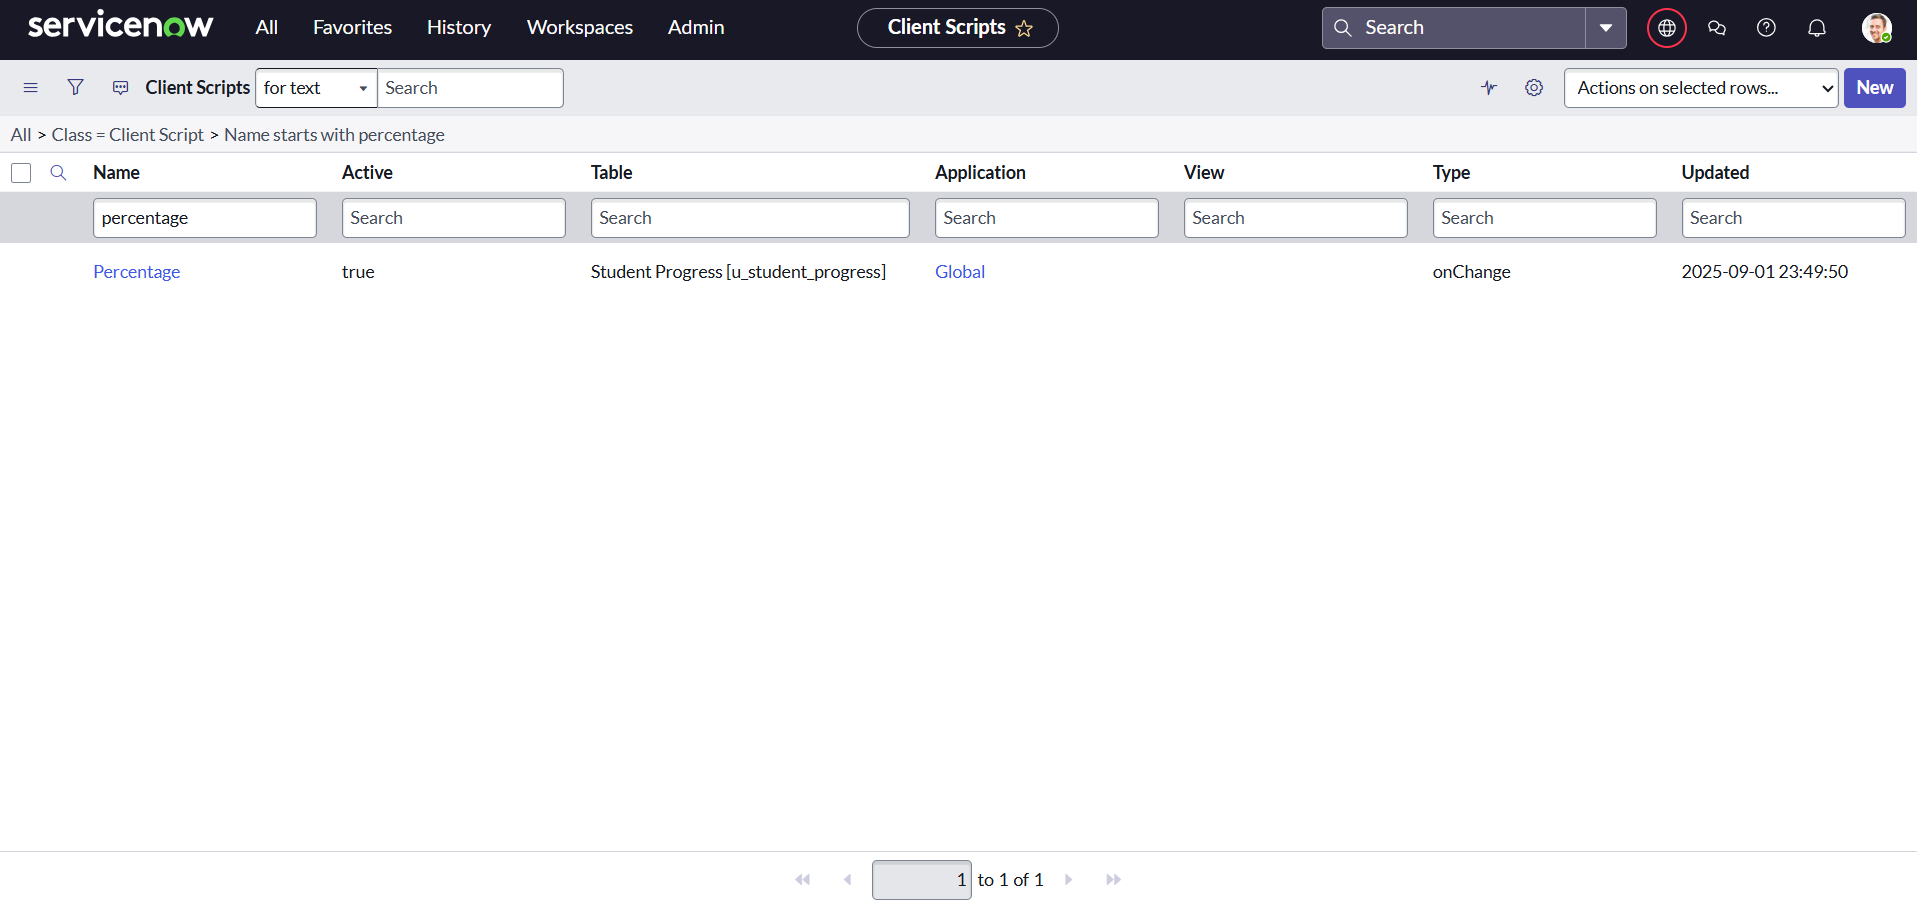 servicenow All Favorites History Workspaces Admin Client Scripts Search
Client Scripts for text Search Actions on selected rows... New
All > Class = Client Script > Name starts with percentage
Name Active Table Application View Type Updated
percentage Search Search Search Search Search Search
Percentage true Student Progress [u_student_progress] Global onChange 2025-09-01 23:49:50
1 to 1 of 1